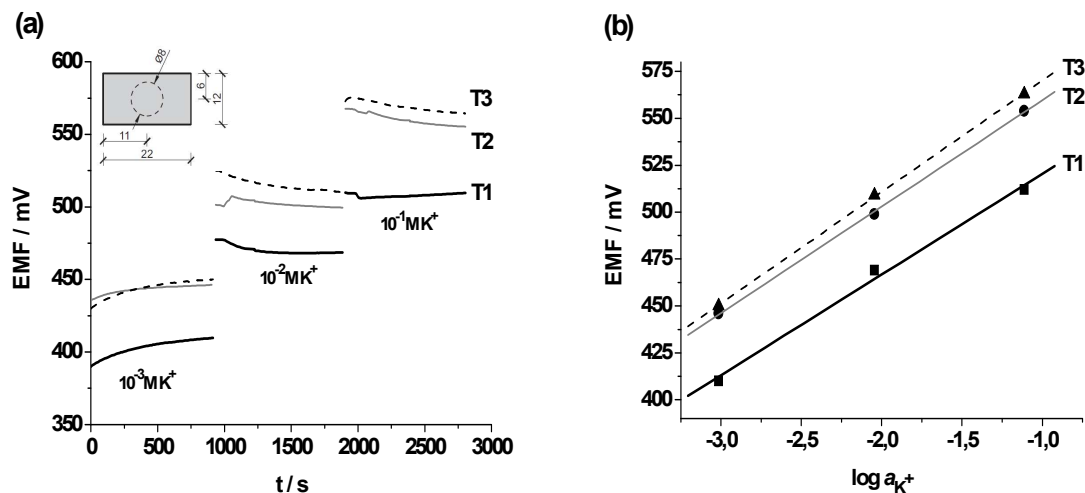 (a)
600
550
500
450
400
350
EMF / mV
0
500
1000
1500
2000
2500
3000
t / s
Ø8
6
12
11
22
T3
T2
T1
10⁻¹MK⁺
10⁻²MK⁺
10⁻³MK⁺
(b)
575
550
525
500
475
450
425
400
EMF / mV
-3,0
-2,5
-2,0
-1,5
-1,0
log aK⁺
T3
T2
T1